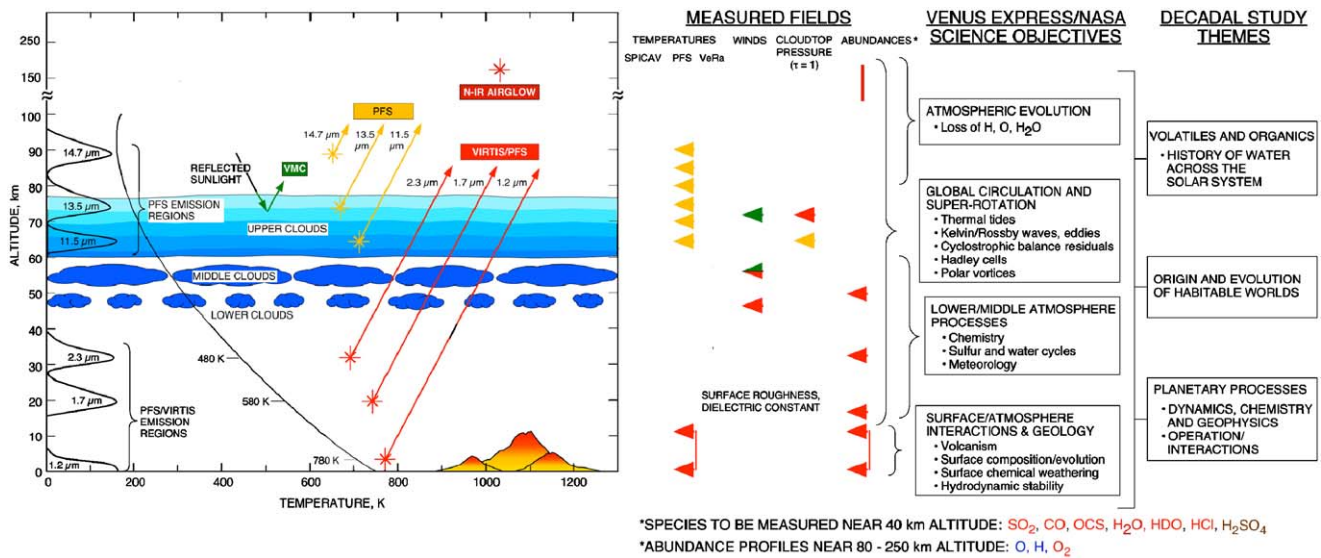 MEASURED FIELDS
VENUS EXPRESS/NASA
SCIENCE OBJECTIVES
DECADAL STUDY
THEMES
TEMPERATURES
WINDS
CLOUDTOP
PRESSURE
(τ = 1)
ABUNDANCES*
SPICAV PFS VeRa
ALTITUDE, km
250
150
100
90
80
70
60
50
40
30
20
10
0
0
200
400
600
800
1000
1200
TEMPERATURE, K
14.7 µm
13.5 µm
11.5 µm
2.3 µm
1.7 µm
1.2 µm
PFS EMISSION
REGIONS
PFS/VIRTIS
EMISSION
REGIONS
REFLECTED
SUNLIGHT
VMC
PFS
14.7 µm
13.5
µm
11.5
µm
N-IR AIRGLOW
VIRTIS/PFS
2.3 µm
1.7 µm
1.2 µm
UPPER CLOUDS
MIDDLE CLOUDS
LOWER CLOUDS
480 K
580 K
780 K
SURFACE ROUGHNESS,
DIELECTRIC CONSTANT
ATMOSPHERIC EVOLUTION
• Loss of H, O, H₂O
GLOBAL CIRCULATION AND
SUPER-ROTATION
• Thermal tides
• Kelvin/Rossby waves, eddies
• Cyclostrophic balance residuals
• Hadley cells
• Polar vortices
LOWER/MIDDLE ATMOSPHERE
PROCESSES
• Chemistry
• Sulfur and water cycles
• Meteorology
SURFACE/ATMOSPHERE
INTERACTIONS & GEOLOGY
• Volcanism
• Surface composition/evolution
• Surface chemical weathering
• Hydrodynamic stability
VOLATILES AND ORGANICS
• HISTORY OF WATER
ACROSS THE
SOLAR SYSTEM
ORIGIN AND EVOLUTION
OF HABITABLE WORLDS
PLANETARY PROCESSES
• DYNAMICS, CHEMISTRY
AND GEOPHYSICS
• OPERATION/
INTERACTIONS
*SPECIES TO BE MEASURED NEAR 40 km ALTITUDE: SO₂, CO, OCS, H₂O, HDO, HCl, H₂SO₄
*ABUNDANCE PROFILES NEAR 80 - 250 km ALTITUDE: O, H, O₂